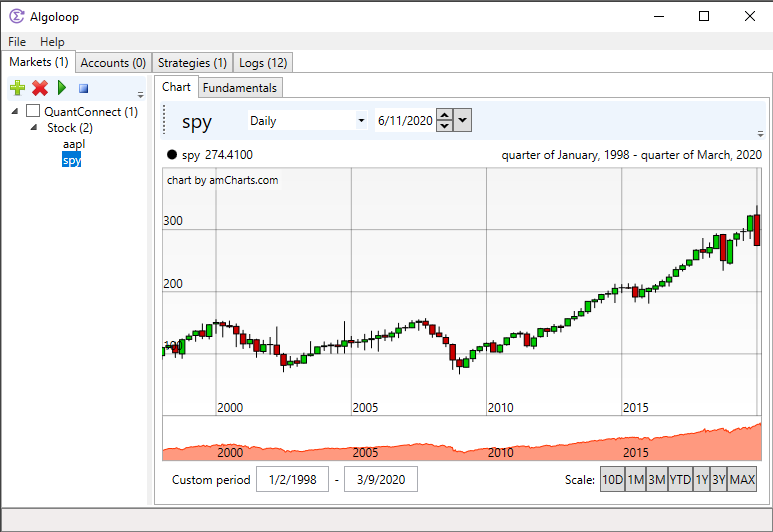 Algoloop
File Help
Markets (1) Accounts (0) Strategies (1) Logs (12)
Chart Fundamentals
QuantConnect (1)
Stock (2)
aapl
spy
spy Daily 6/11/2020
spy 274.4100 quarter of January, 1998 - quarter of March, 2020
chart by amCharts.com
300
200
100
2000 2005 2010 2015
2000 2005 2010 2015
Custom period 1/2/1998 - 3/9/2020 Scale: 10D 1M 3M YTD 1Y 3Y MAX